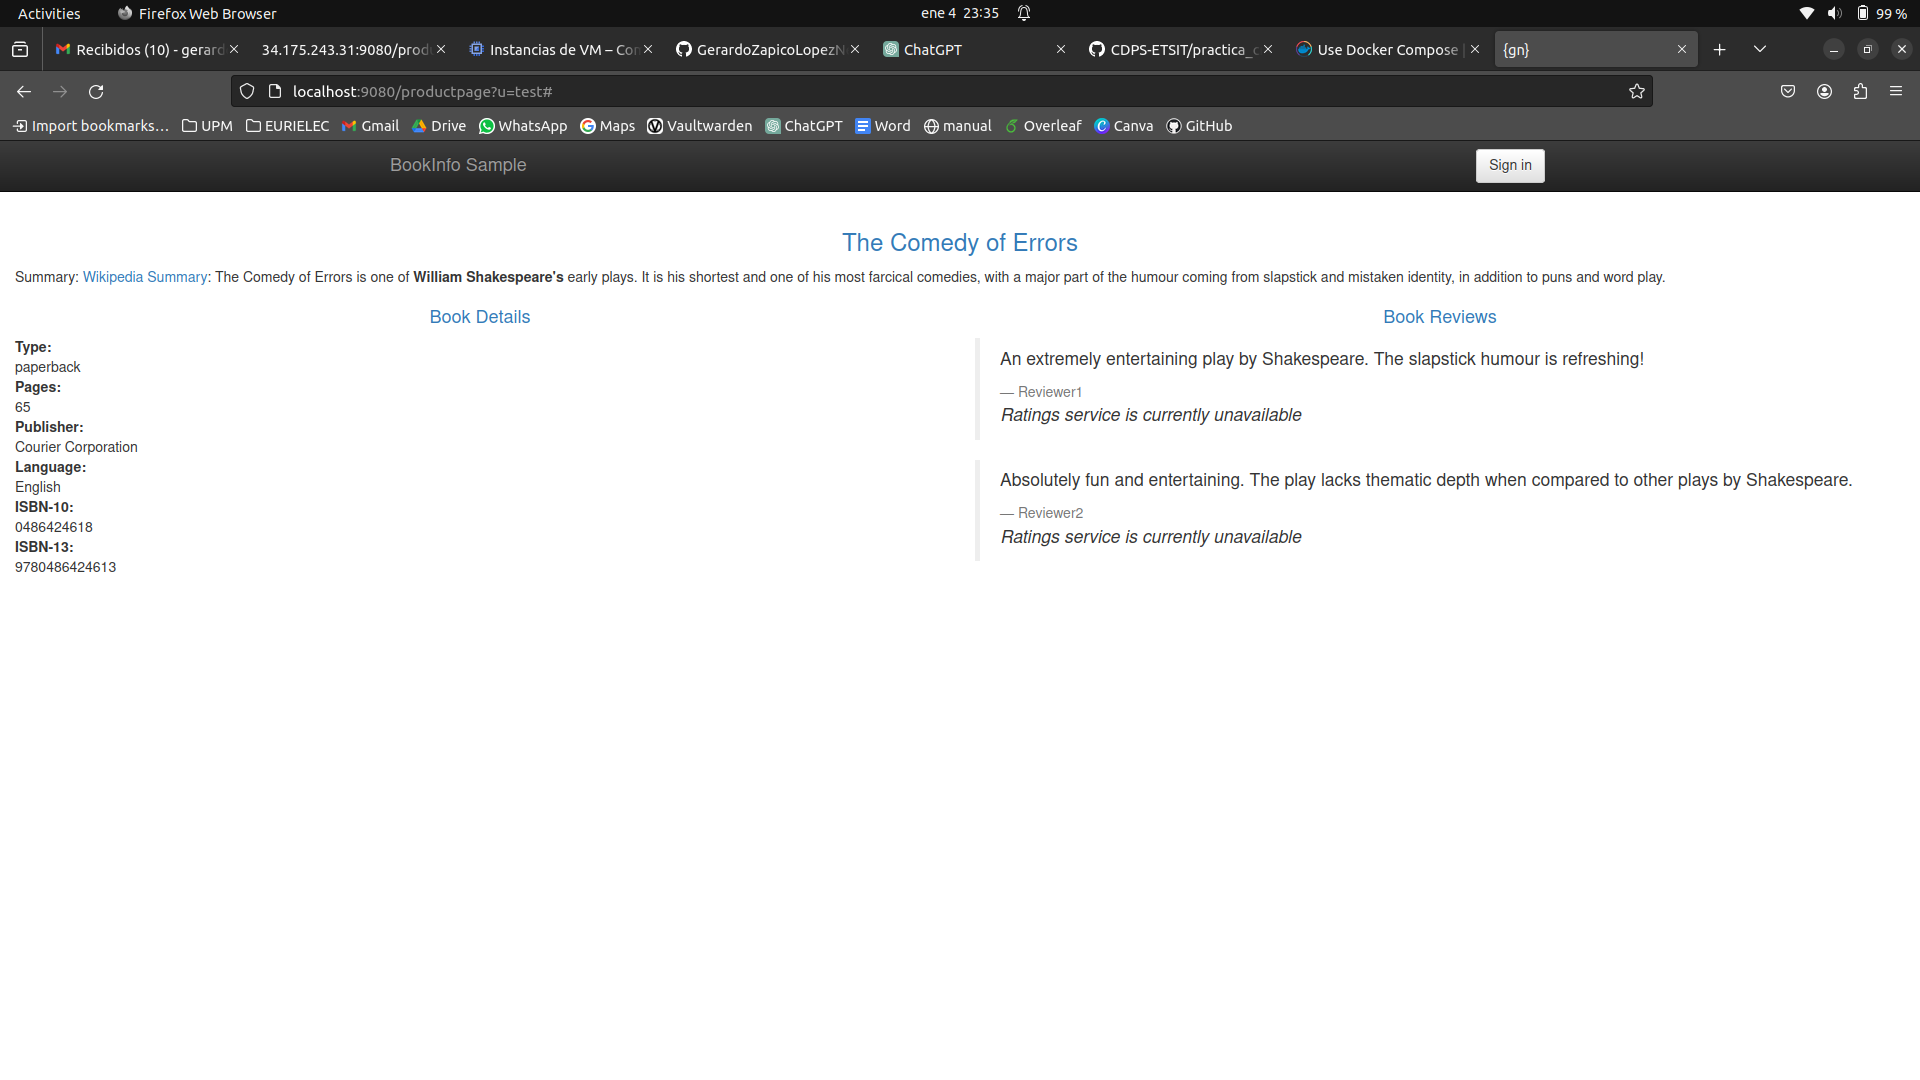 Activities Firefox Web Browser ene 4 23:35 99 %
Recibidos (10) - gerard 34.175.243.31:9080/prod Instancias de VM – Con GerardoZapicoLopezN ChatGPT CDPS-ETSIT/practica_c Use Docker Compose | {gn}
localhost:9080/productpage?u=test#
Import bookmarks... UPM EURIELEC Gmail Drive WhatsApp Maps Vaultwarden ChatGPT Word manual Overleaf Canva GitHub
BookInfo Sample Sign in
The Comedy of Errors
Summary: Wikipedia Summary: The Comedy of Errors is one of William Shakespeare's early plays. It is his shortest and one of his most farcical comedies, with a major part of the humour coming from slapstick and mistaken identity, in addition to puns and word play.
Book Details
Type:
paperback
Pages:
65
Publisher:
Courier Corporation
Language:
English
ISBN-10:
0486424618
ISBN-13:
9780486424613
Book Reviews
An extremely entertaining play by Shakespeare. The slapstick humour is refreshing!
— Reviewer1
Ratings service is currently unavailable
Absolutely fun and entertaining. The play lacks thematic depth when compared to other plays by Shakespeare.
— Reviewer2
Ratings service is currently unavailable